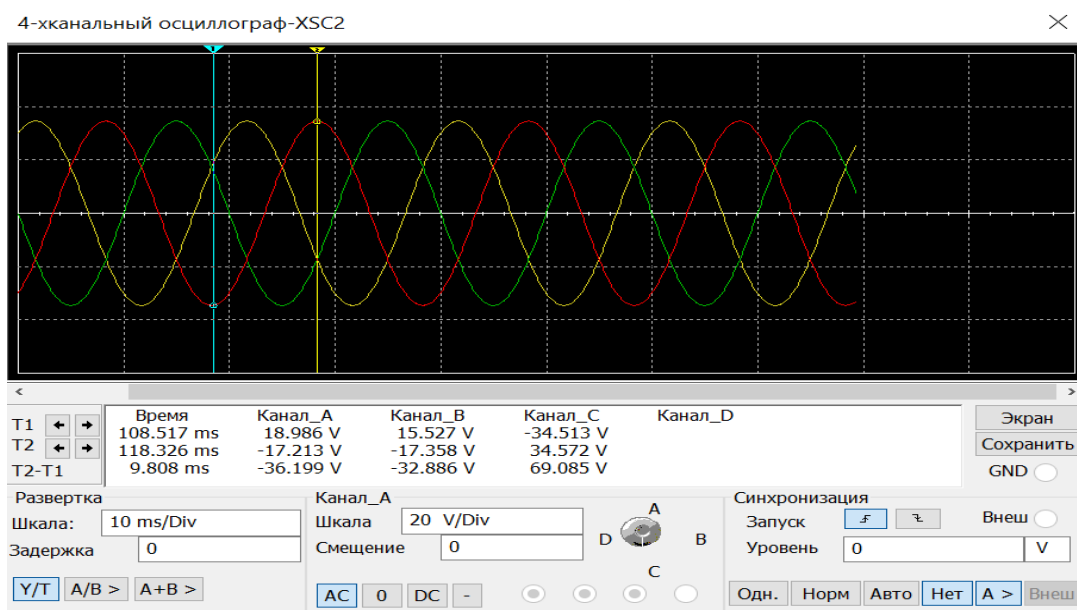 4-хканальный осциллограф-XSC2
1 2
Время Канал_A Канал_B Канал_C Канал_D
T1 108.517 ms 18.986 V 15.527 V -34.513 V
T2 118.326 ms -17.213 V -17.358 V 34.572 V
T2-T1 9.808 ms -36.199 V -32.886 V 69.085 V
Экран
Сохранить
GND
Развертка
Шкала: 10 ms/Div
Задержка 0
Y/T A/B > A+B >
Канал_A
Шкала 20 V/Div
Смещение 0
AC 0 DC -
A
D B
C
Синхронизация
Запуск Внеш
Уровень 0 V
Одн. Норм Авто Нет A > Внеш